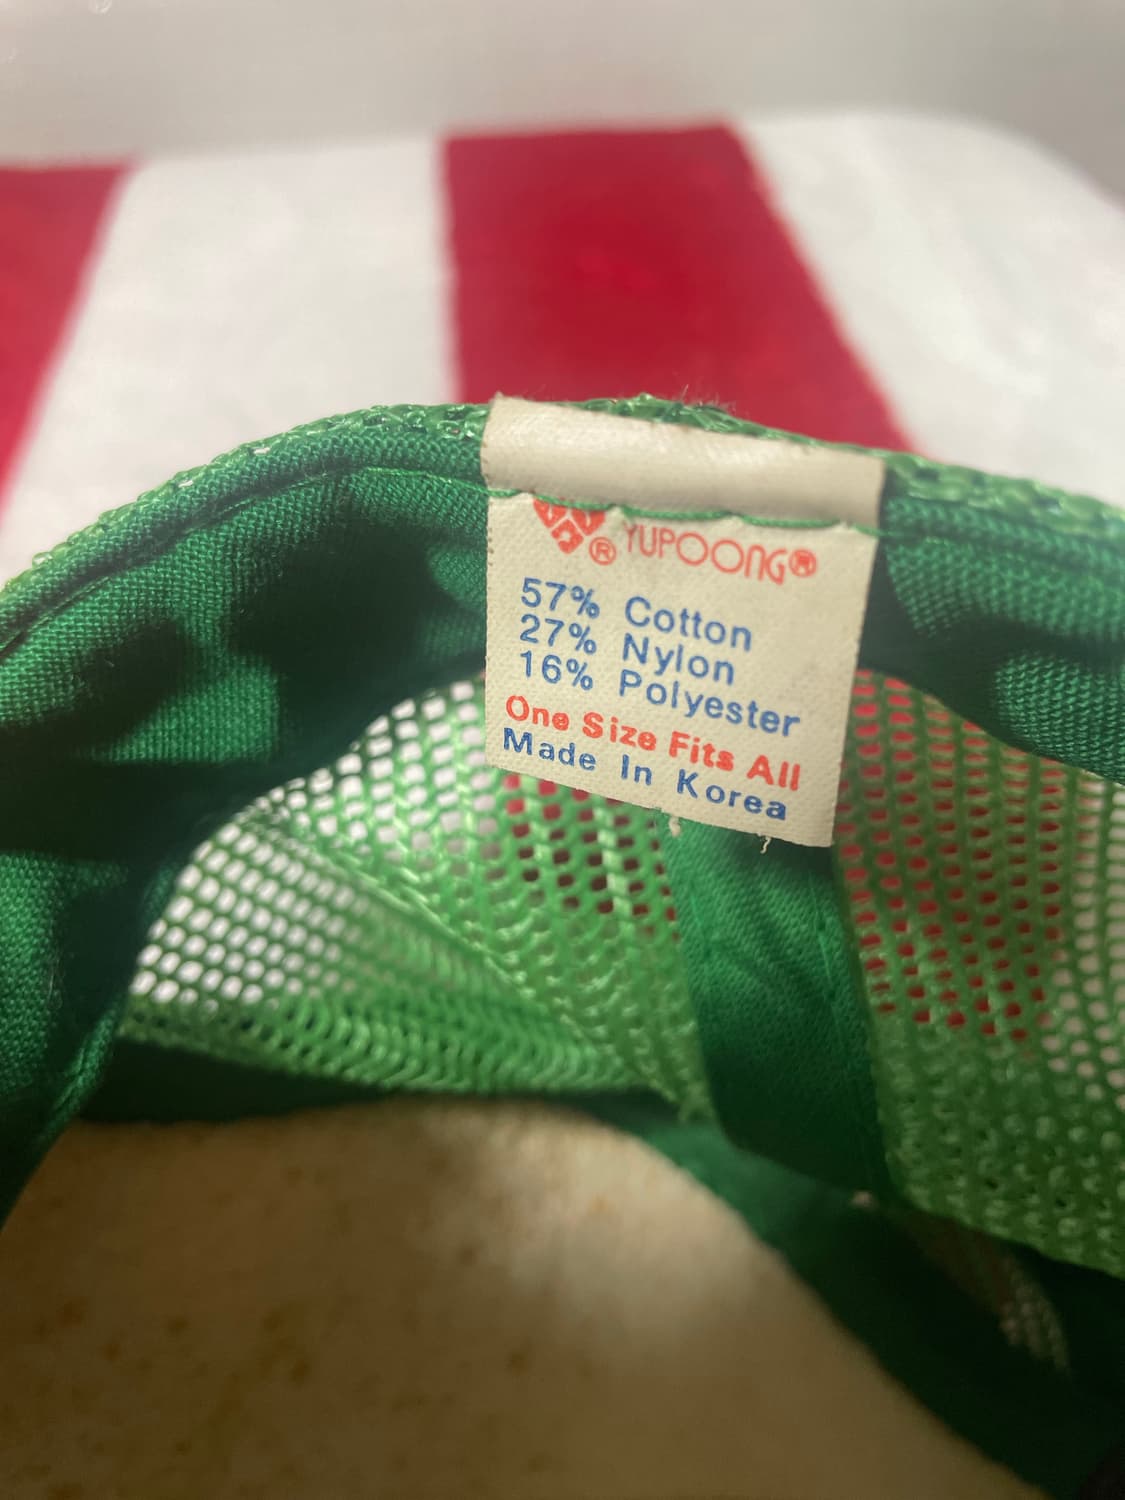 ® YUPOONG®
57% Cotton
27% Nylon
16% Polyester
One Size Fits All
Made In Korea